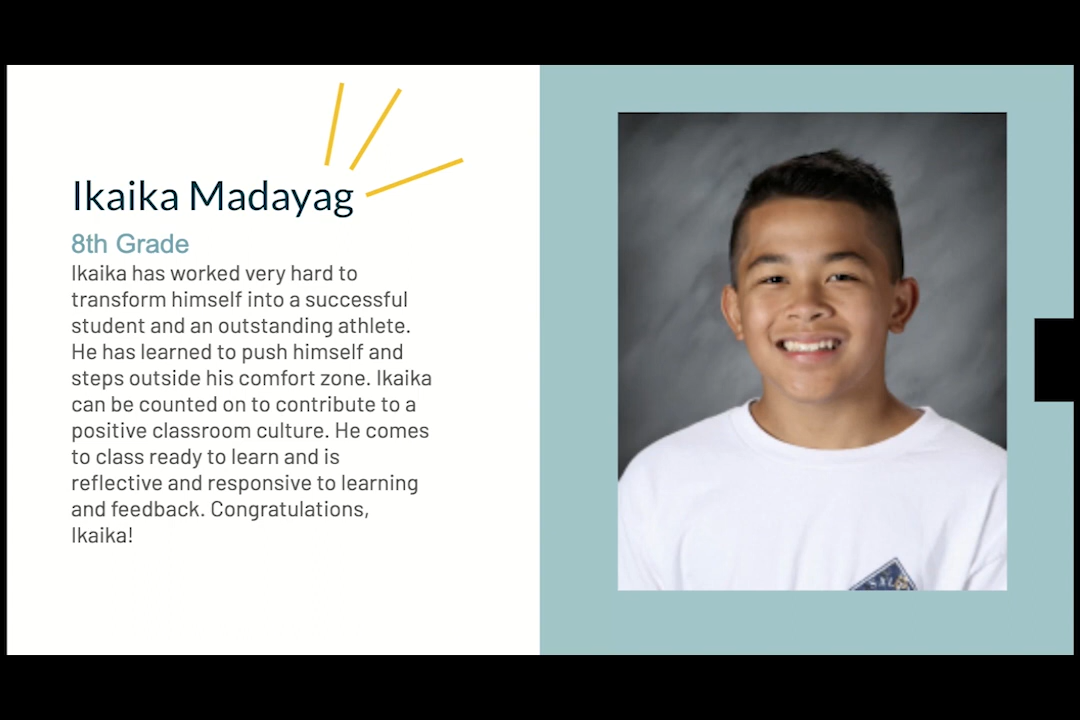 Ikaika Madayag
8th Grade
Ikaika has worked very hard to
transform himself into a successful
student and an outstanding athlete.
He has learned to push himself and
steps outside his comfort zone. Ikaika
can be counted on to contribute to a
positive classroom culture. He comes
to class ready to learn and is
reflective and responsive to learning
and feedback. Congratulations,
Ikaika!